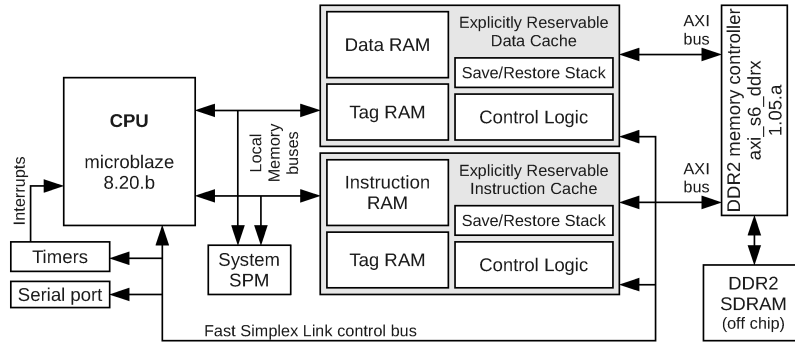 CPU
microblaze
8.20.b
Interrupts
Timers
Serial port
Local
Memory
buses
System
SPM
Data RAM
Tag RAM
Explicitly Reservable
Data Cache
Save/Restore Stack
Control Logic
Instruction
RAM
Tag RAM
Explicitly Reservable
Instruction Cache
Save/Restore Stack
Control Logic
AXI
bus
AXI
bus
DDR2 memory controller
axi_s6_ddrx
1.05.a
DDR2
SDRAM
(off chip)
Fast Simplex Link control bus